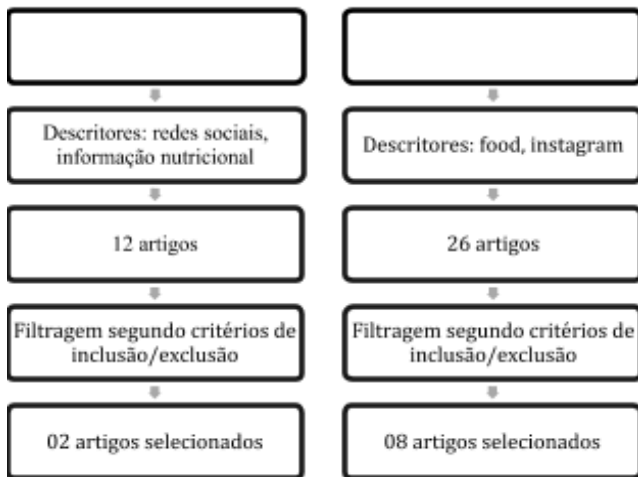 Descritores: redes sociais,
informação nutricional
12 artigos
Filtragem segundo critérios de
inclusão/exclusão
02 artigos selecionados
Descritores: food, instagram
26 artigos
Filtragem segundo critérios de
inclusão/exclusão
08 artigos selecionados